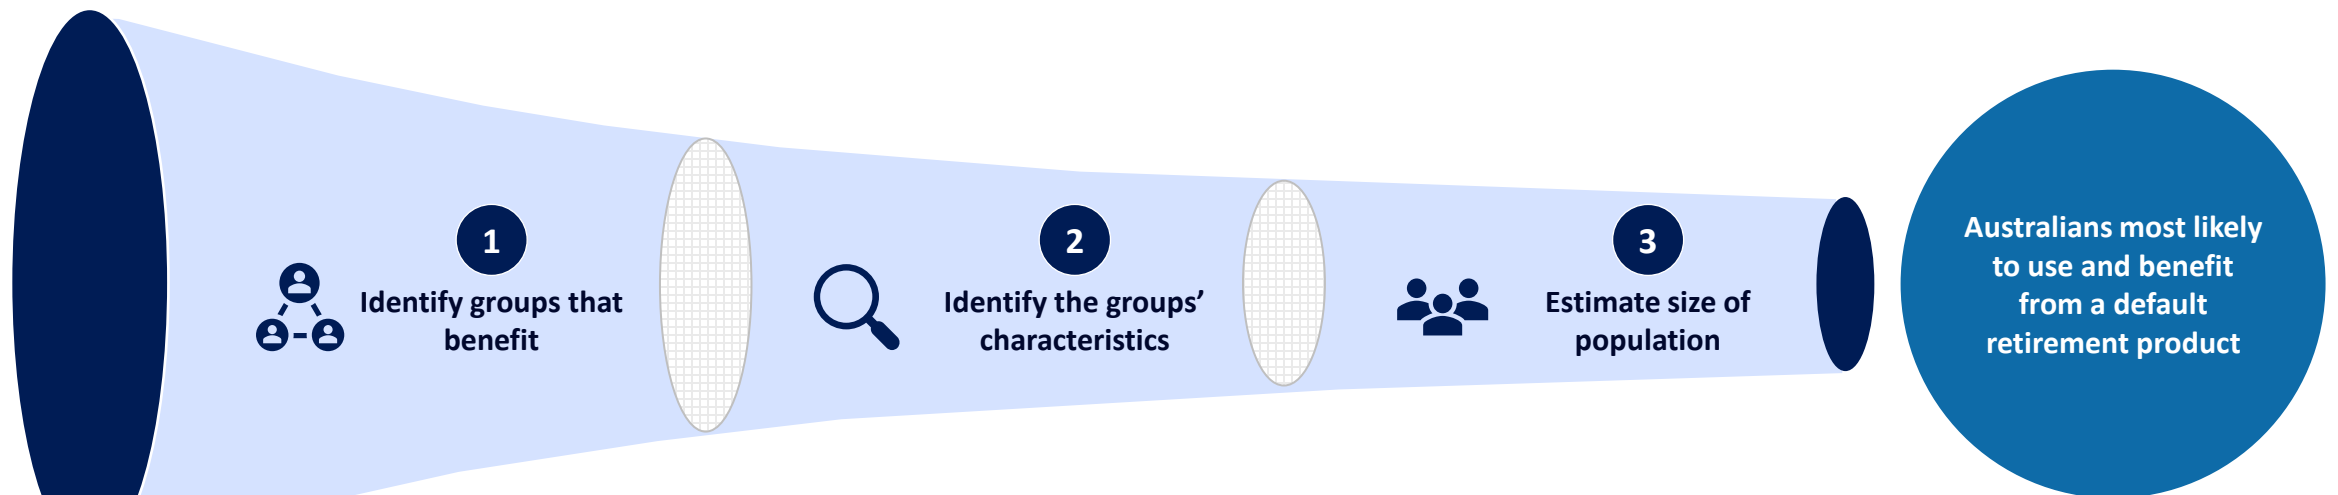 1
Identify groups that
benefit
2
Identify the groups’
characteristics
3
Estimate size of
population
Australians most likely
to use and benefit
from a default
retirement product